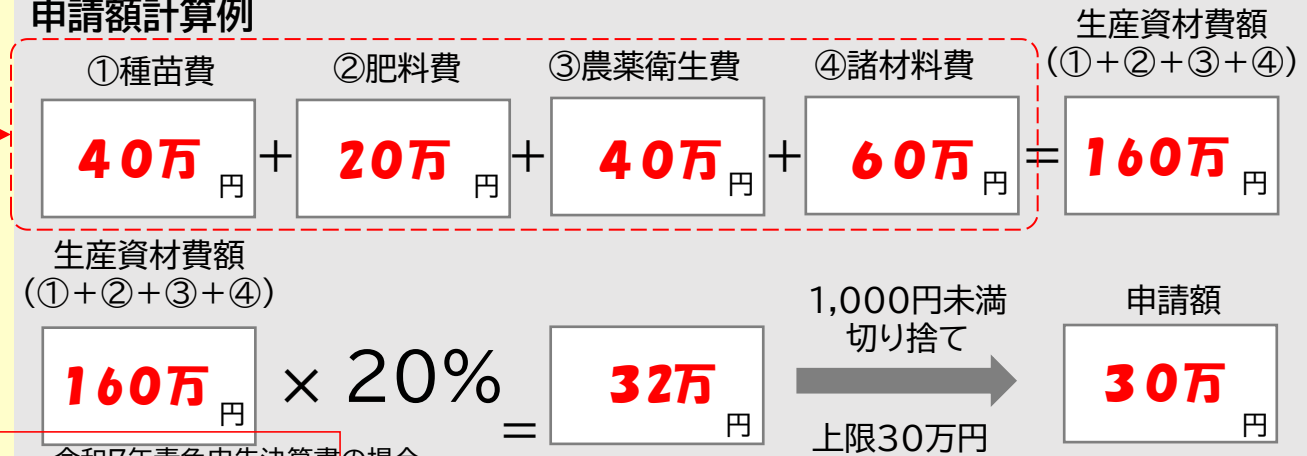 申請額計算例
①種苗費 ②肥料費 ③農薬衛生費 ④諸材料費 生産資材費額
(①+②+③+④)
40万円 + 20万円 + 40万円 + 60万円 = 160万円
生産資材費額
(①+②+③+④)
1,000円未満
切り捨て
申請額
160万円 × 20% = 32万円 30万円
上限30万円